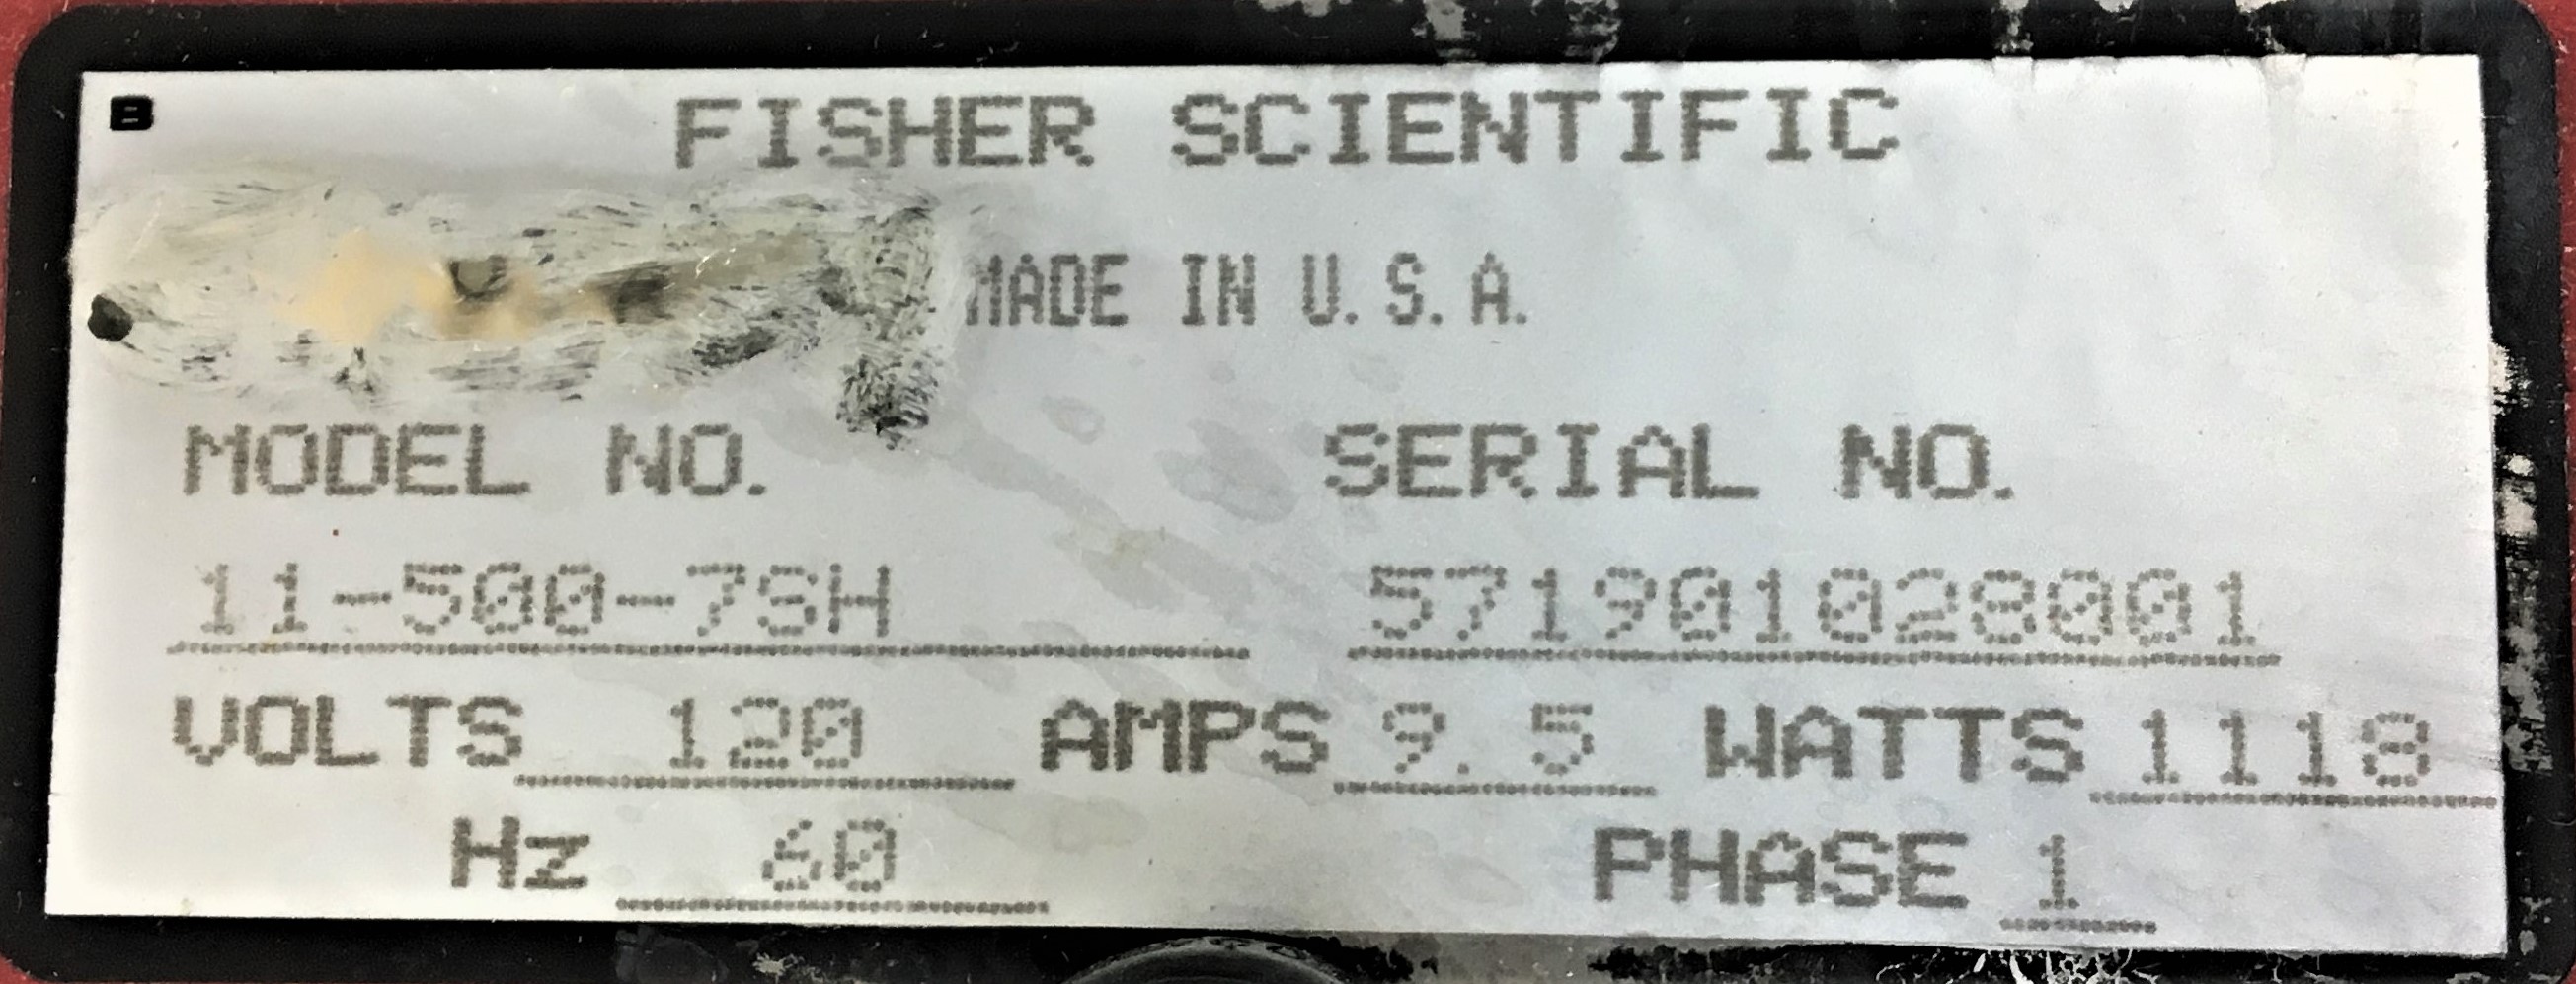 B
FISHER SCIENTIFIC
MADE IN U.S.A.
MODEL NO. SERIAL NO.
11-500-7SH 571901028001
VOLTS 120 AMPS 9.5 WATTS 1118
Hz 60 PHASE 1